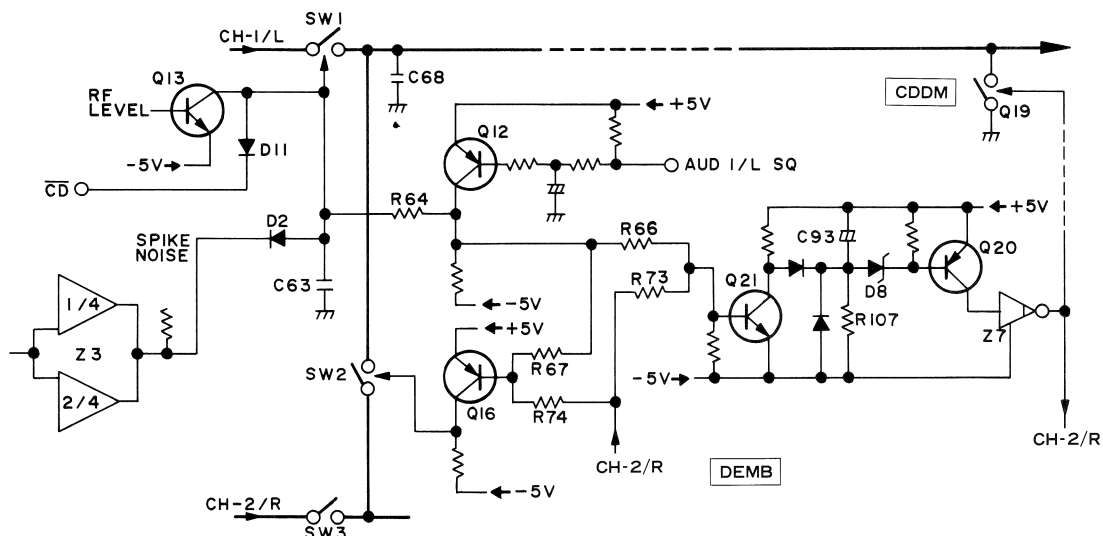 SW1
CH-1/L
C68
CDDM
Q13
RF
LEVEL
+5V
Q12
Q19
D11
-5V
AUD 1/L SQ
CD
R64
D2
+5V
SPIKE
NOISE
R66
C93
Q20
C63
R73
Q21
D8
1/4
-5V
Z3
+5V
R107
Z7
SW2
R67
-5V
2/4
Q16
R74
CH-2/R
CH-2/R
DEMB
-5V
CH-2/R
SW3